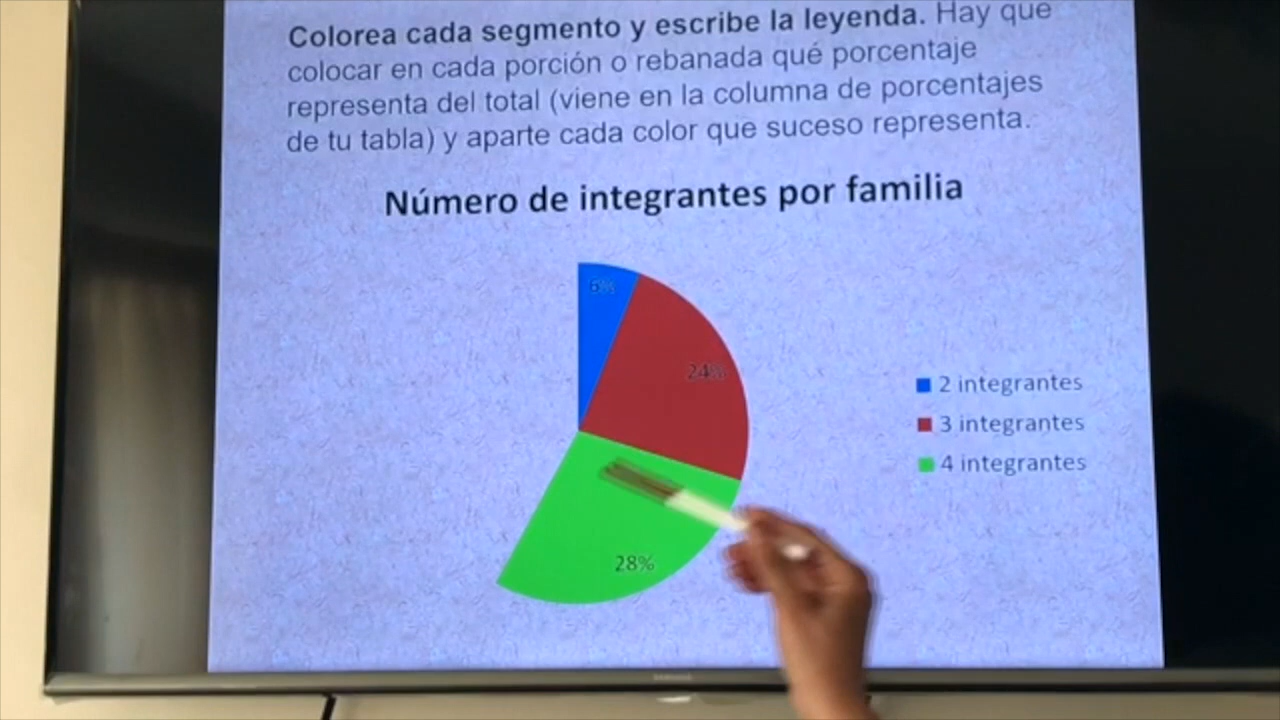 Colorea cada segmento y escribe la leyenda. Hay que
colocar en cada porción o rebanada qué porcentaje
representa del total (viene en la columna de porcentajes
de tu tabla) y aparte cada color que suceso representa.
Número de integrantes por familia
6%
24%
2 integrantes
3 integrantes
4 integrantes
28%
SAMSUNG